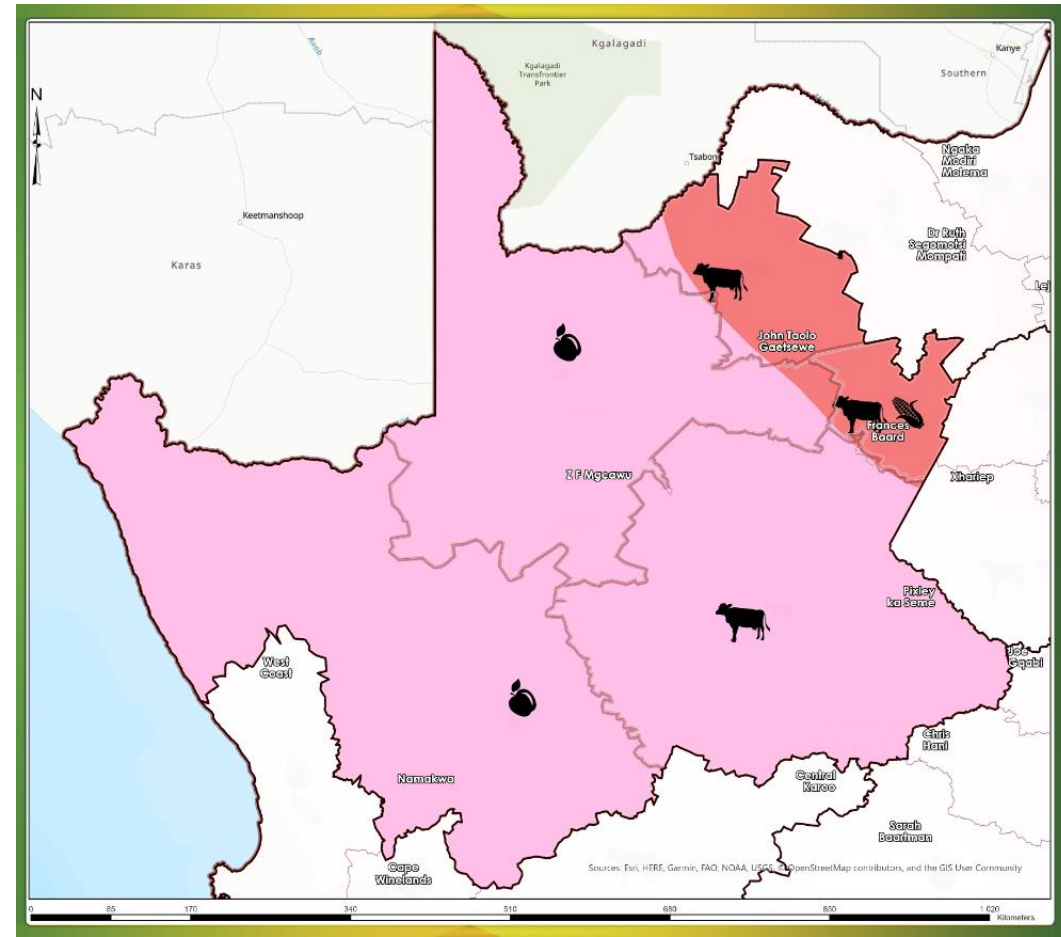 Auob
Kgalagadi
Kanye
Southern
Kgalagadi
Transfrontier
Park
N
Tsabon
Ngaka
Modiri
Molema
Keetmanshoop
Dr Ruth
Segomotsi
Mompati
Karas
Lej
John Taolo
Gaetsewe
Frances
Baard
Z F Mgcawu
Xhariep
Pixley
ka Seme
West
Coast
Joe
Gqabi
Chris
Hani
Namakwa
Central
Karoo
Sarah
Baartman
Cape
Winelands
Sources: Esri, HERE, Garmin, FAO, NOAA, USGS, © OpenStreetMap contributors, and the GIS User Community
0 85 170 340 510 680 850 1 020
Kilometers